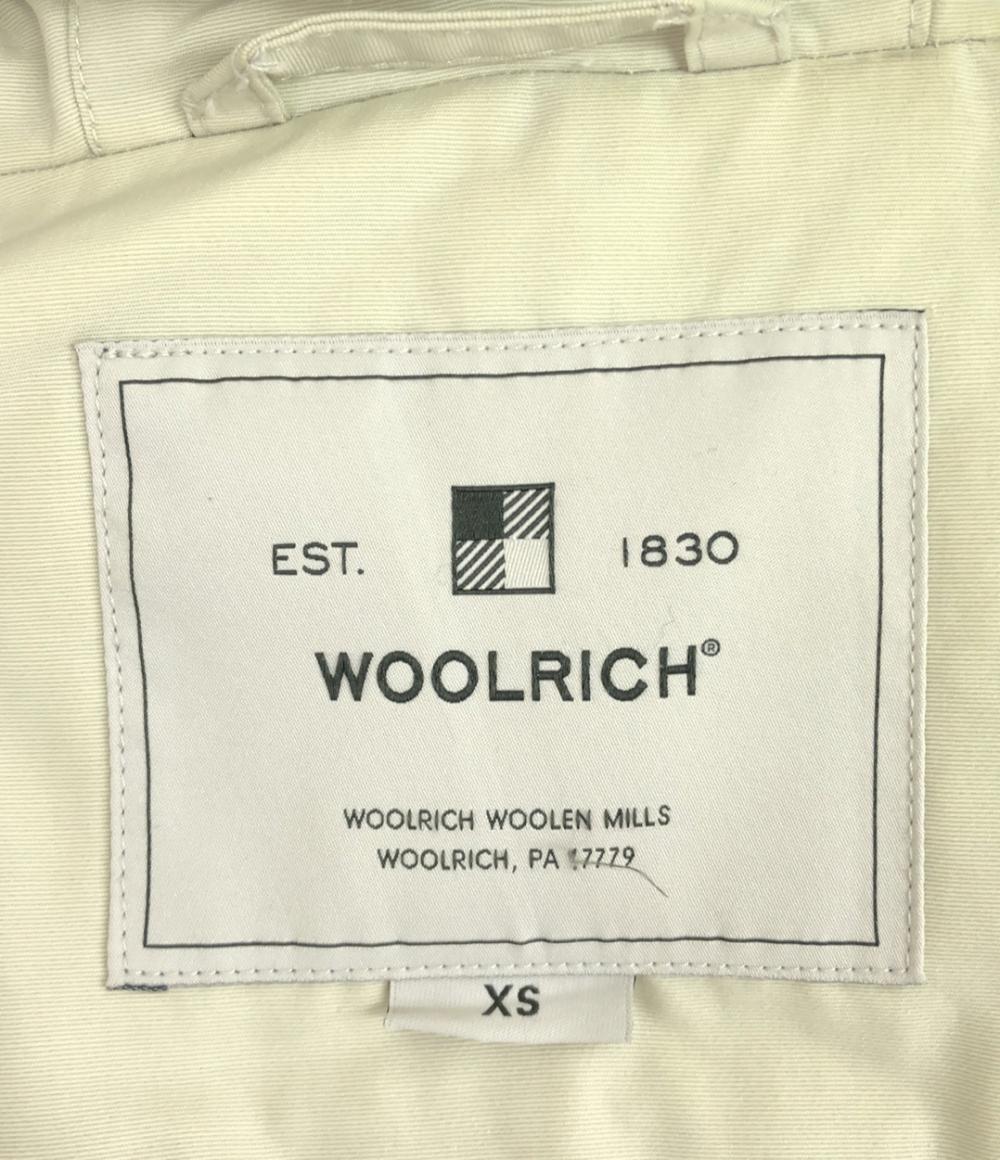 EST. 1830
WOOLRICH®
WOOLRICH WOOLEN MILLS
WOOLRICH, PA 17779
XS